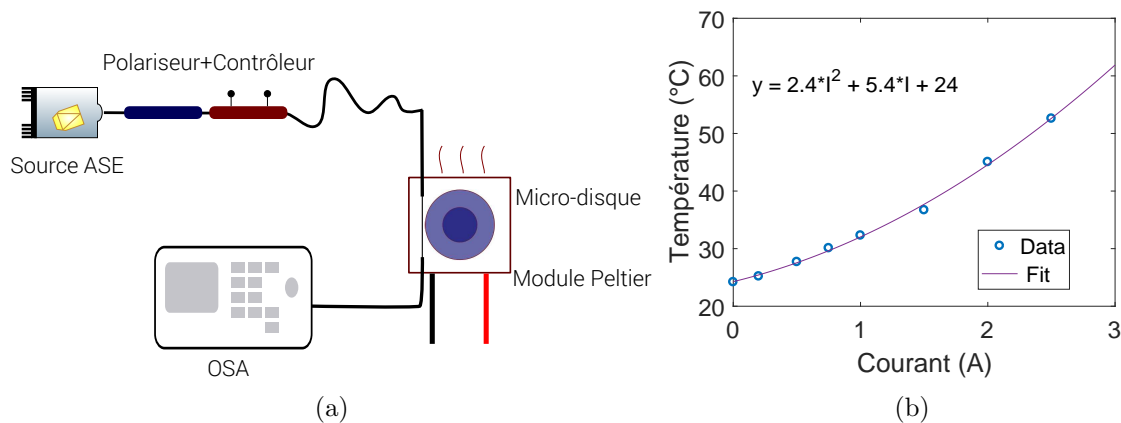 Polariseur+Contrôleur
Source ASE
Micro-disque
Module Peltier
OSA
(a)
70
60
50
40
30
20
Température (°C)
y = 2.4*I² + 5.4*I + 24
Data
Fit
0 1 2 3
Courant (A)
(b)